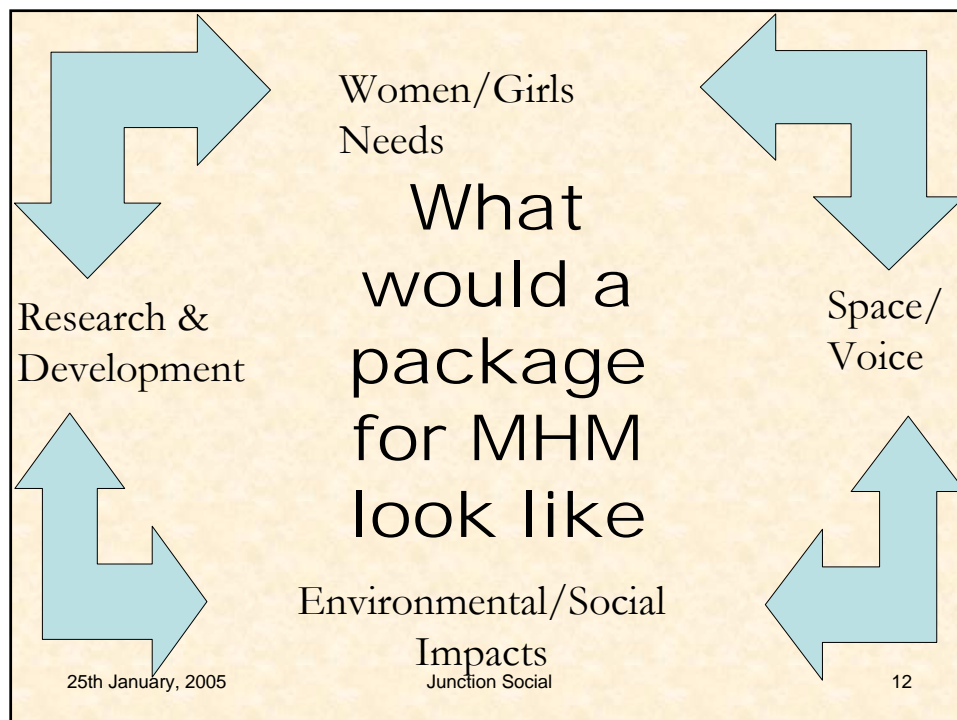 Women/Girls
Needs
What
would a
package
for MHM
look like
Research &
Development
Space/
Voice
Environmental/Social
Impacts
25th January, 2005
Junction Social
12